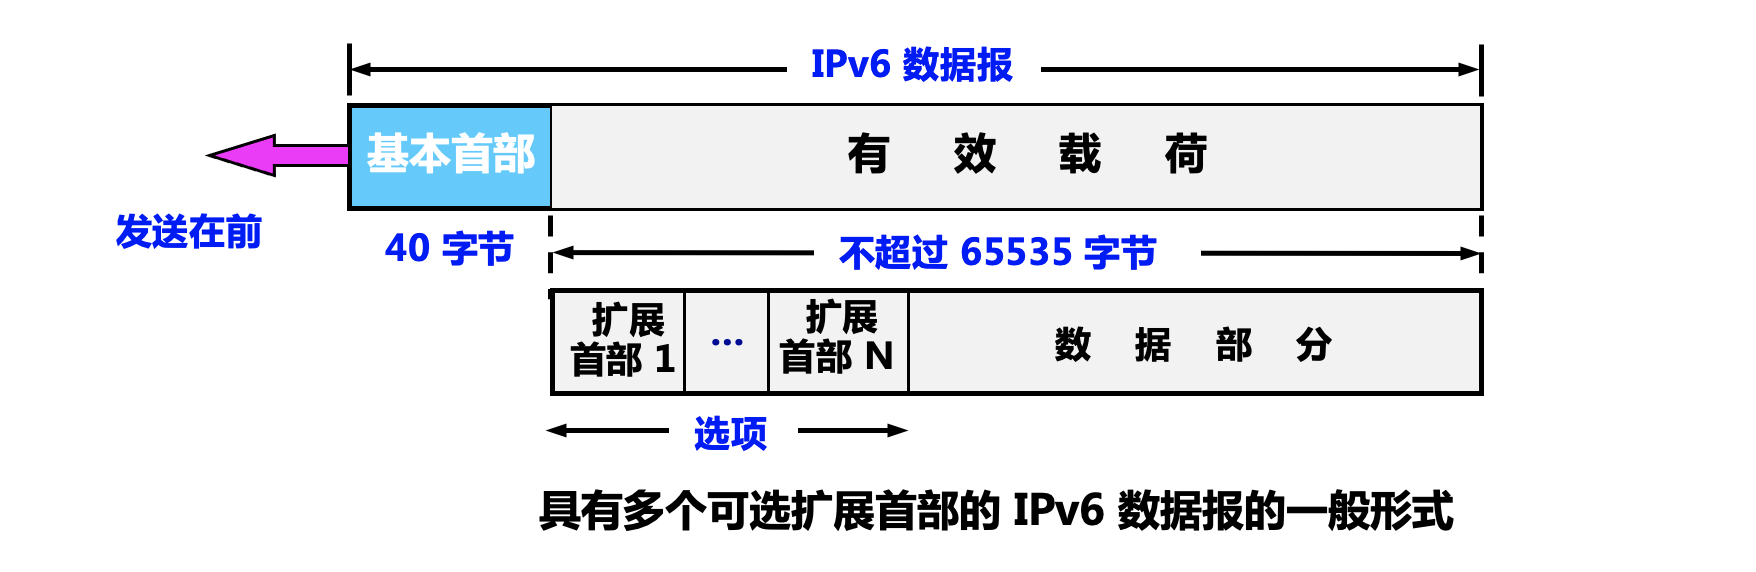 IPv6 数据报
基本首部
有效载荷
发送在前
40 字节
不超过 65535 字节
扩展
首部 1
...
扩展
首部 N
数据部分
选项
具有多个可选扩展首部的 IPv6 数据报的一般形式